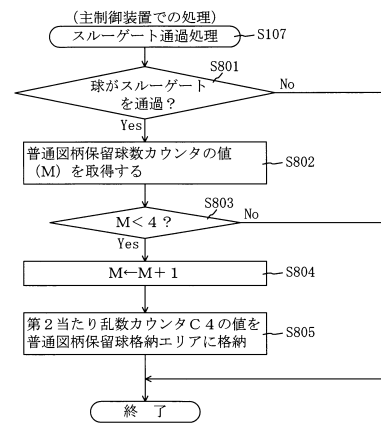 (主制御装置での処理)
スルーゲート通過処理
S107
S801
球がスルーゲート
を通過？
No
Yes
普通図柄保留球数カウンタの値
(M) を取得する
S802
S803
M<4？
No
Yes
M←M+1
S804
第2当たり乱数カウンタC4の値を
普通図柄保留球格納エリアに格納
S805
終 了